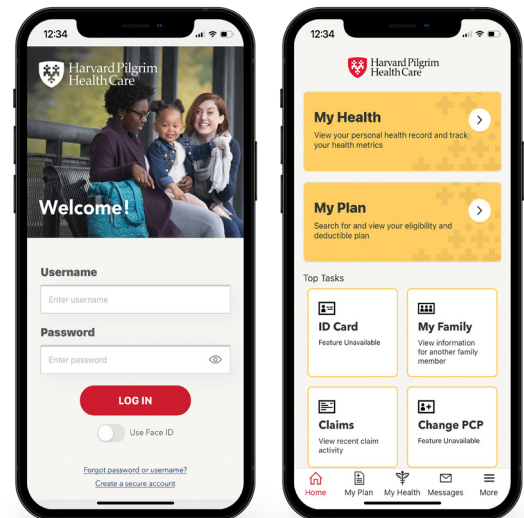 12:34
Harvard Pilgrim
Health Care
Welcome!
Username
Enter username
Password
Enter password
LOG IN
Use Face ID
Forgot password or username?
Create a secure account
12:34
Harvard Pilgrim
Health Care
My Health
View your personal health record and track
your health metrics
My Plan
Search for and view your eligibility and
deductible plan
Top Tasks
ID Card
Feature Unavailable
My Family
View information
for another family
member
Claims
View recent claim
activity
Change PCP
Feature Unavailable
Home
My Plan
My Health
Messages
More